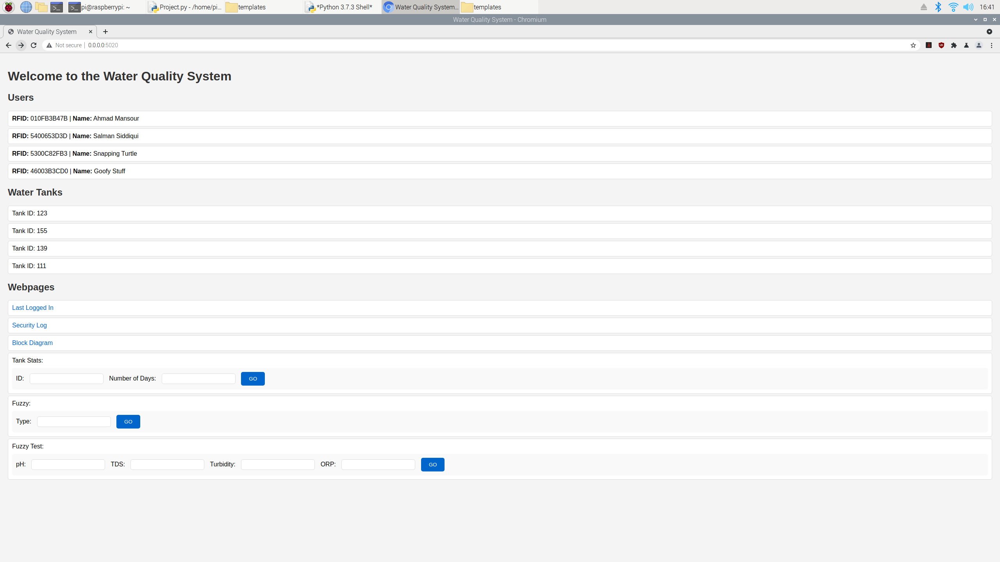 pi@raspberrypi: ~ Project.py - /home/pi... templates *Python 3.7.3 Shell* Water Quality System... templates 16:41
Water Quality System - Chromium
Water Quality System
Not secure 0.0.0.0:5020
Welcome to the Water Quality System
Users
RFID: 010FB3B47B | Name: Ahmad Mansour
RFID: 5400653D3D | Name: Salman Siddiqui
RFID: 5300C82FB3 | Name: Snapping Turtle
RFID: 46003B3CD0 | Name: Goofy Stuff
Water Tanks
Tank ID: 123
Tank ID: 155
Tank ID: 139
Tank ID: 111
Webpages
Last Logged In
Security Log
Block Diagram
Tank Stats:
ID: Number of Days: GO
Fuzzy:
Type: GO
Fuzzy Test:
pH: TDS: Turbidity: ORP: GO